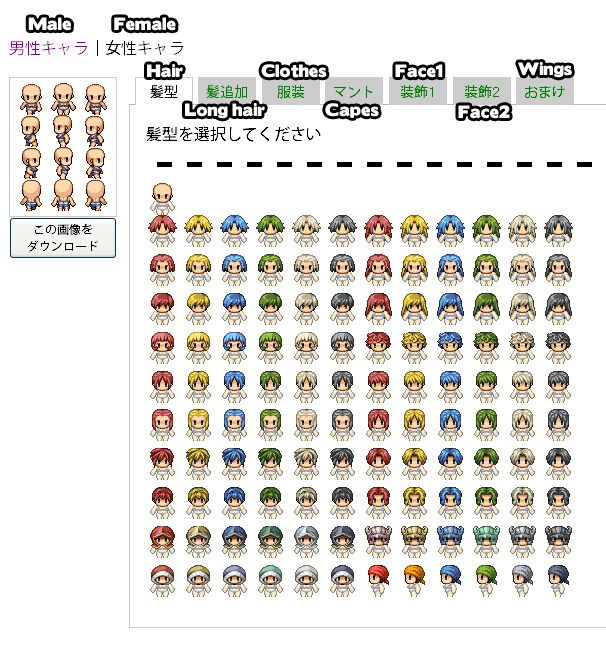 Male Female
男性キャラ | 女性キャラ
Hair Clothes Face1 Wings
髪型 髪追加 服装 マント 装飾1 装飾2 おまけ
Long hair Capes Face2
髪型を選択してください
この画像を
ダウンロード